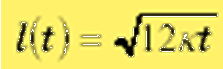 l(t) = √12κt